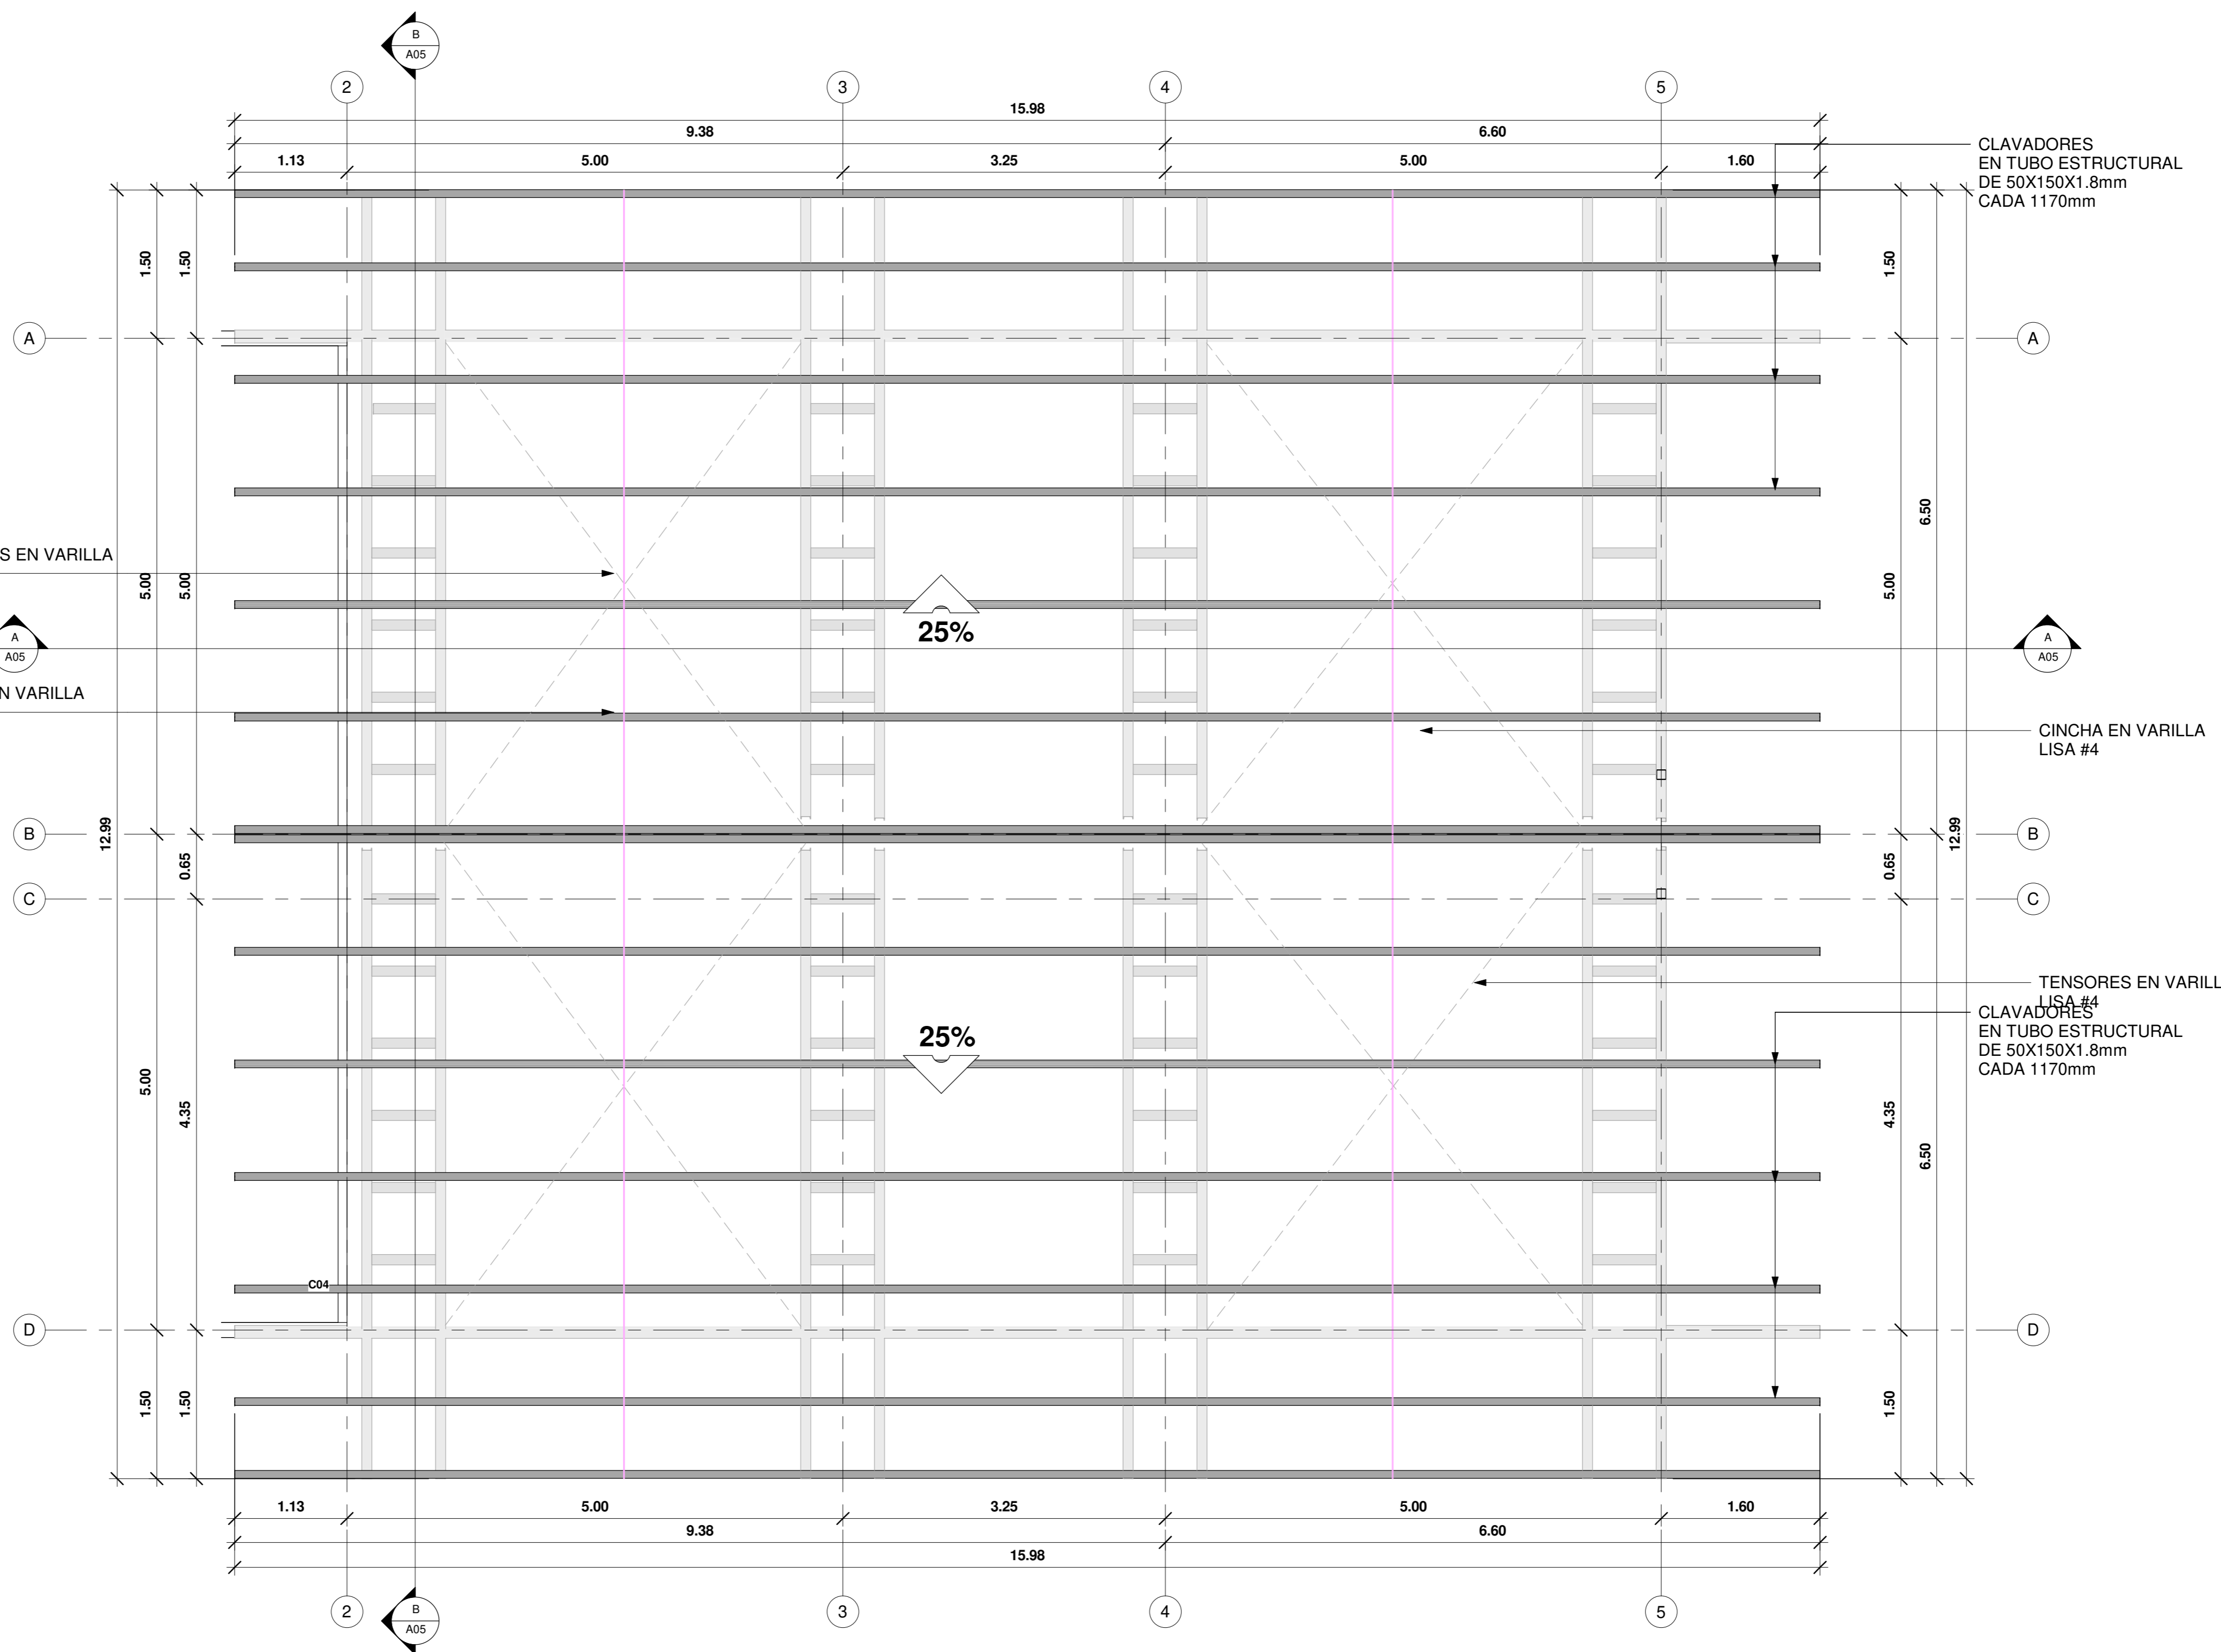 B
A05
2
3
4
5
15.98
9.38
6.60
1.13
5.00
3.25
5.00
1.60
CLAVADORES
EN TUBO ESTRUCTURAL
DE 50X150X1.8mm
CADA 1170mm
1.50
1.50
1.50
A
A
6.50
S EN VARILLA
5.00
5.00
5.00
25%
A
A05
A
A05
N VARILLA
CINCHA EN VARILLA
LISA #4
B
12.99
12.99
B
0.65
0.65
C
C
25%
TENSORES EN VARILL
LISA #4
CLAVADORES
EN TUBO ESTRUCTURAL
DE 50X150X1.8mm
CADA 1170mm
5.00
4.35
4.35
6.50
C04
D
D
1.50
1.50
1.50
1.13
5.00
3.25
5.00
1.60
9.38
6.60
15.98
2
B
A05
3
4
5